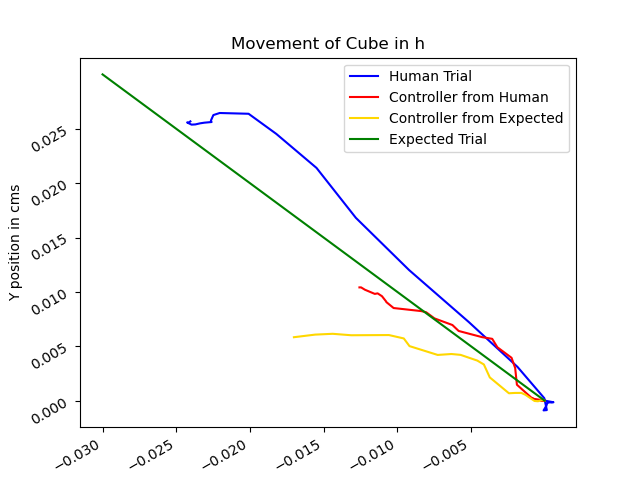 Movement of Cube in h
Human Trial
Controller from Human
Controller from Expected
Expected Trial
Y position in cms
0.025
0.020
0.015
0.010
0.005
0.000
−0.030
−0.025
−0.020
−0.015
−0.010
−0.005